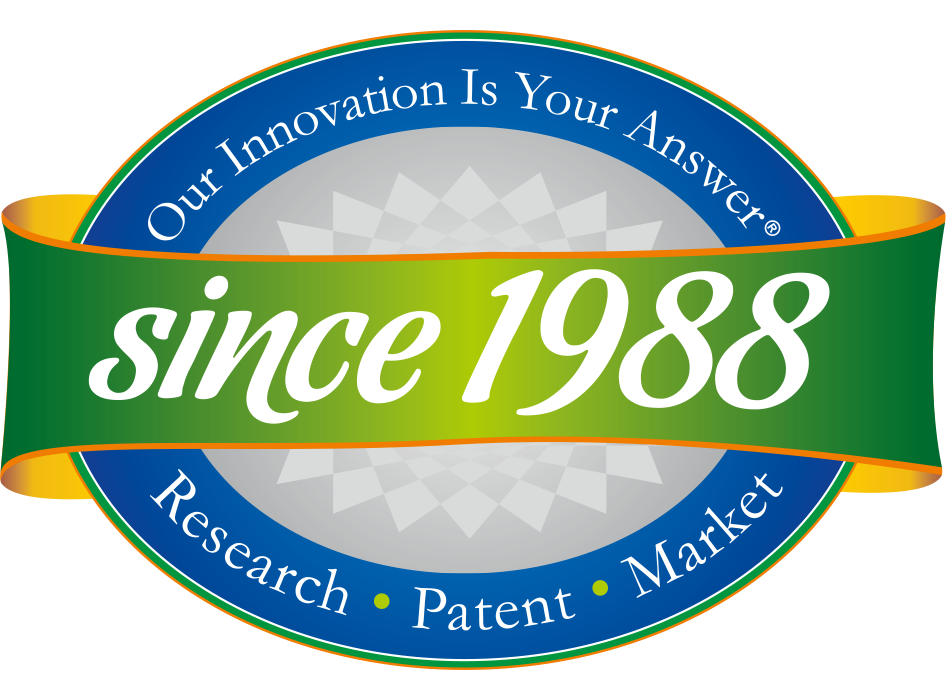 Our Innovation Is Your Answer®
since 1988
Research • Patent • Market